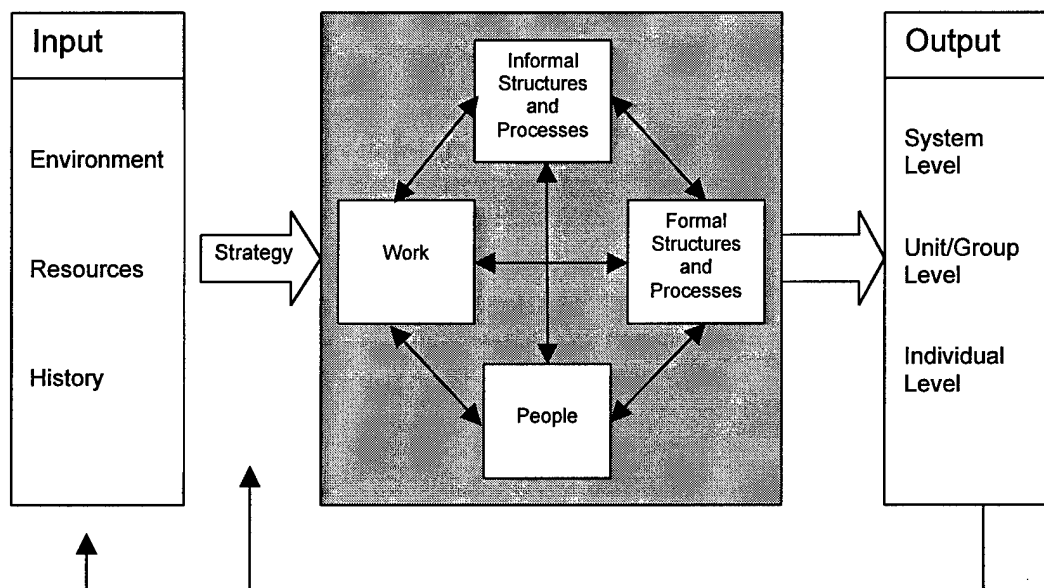 Input
Environment
Resources
History
Strategy
Informal
Structures
and
Processes
Work
Formal
Structures
and
Processes
People
Output
System
Level
Unit/Group
Level
Individual
Level